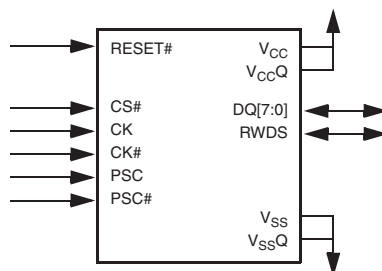 RESET#
CS#
CK
CK#
PSC
PSC#
VCC
VCCQ
DQ[7:0]
RWDS
VSS
VSSQ